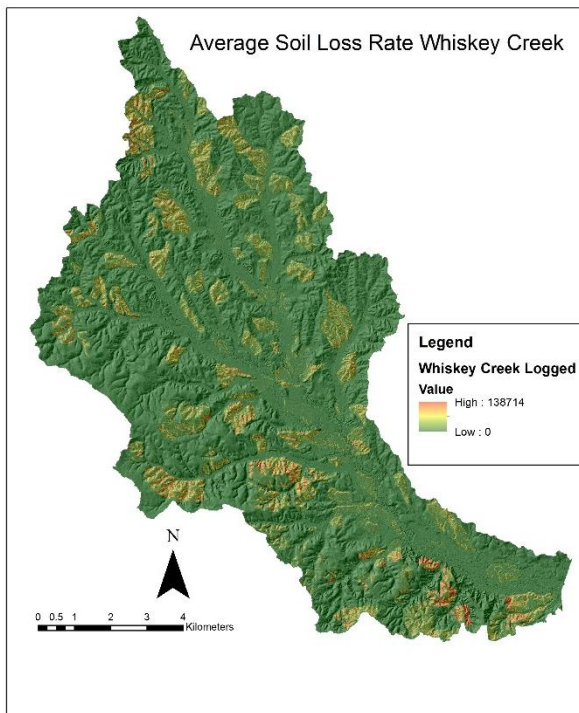 Average Soil Loss Rate Whiskey Creek
Legend
Whiskey Creek Logged
Value
High : 138714
Low : 0
N
0 0.5 1 2 3 4
Kilometers